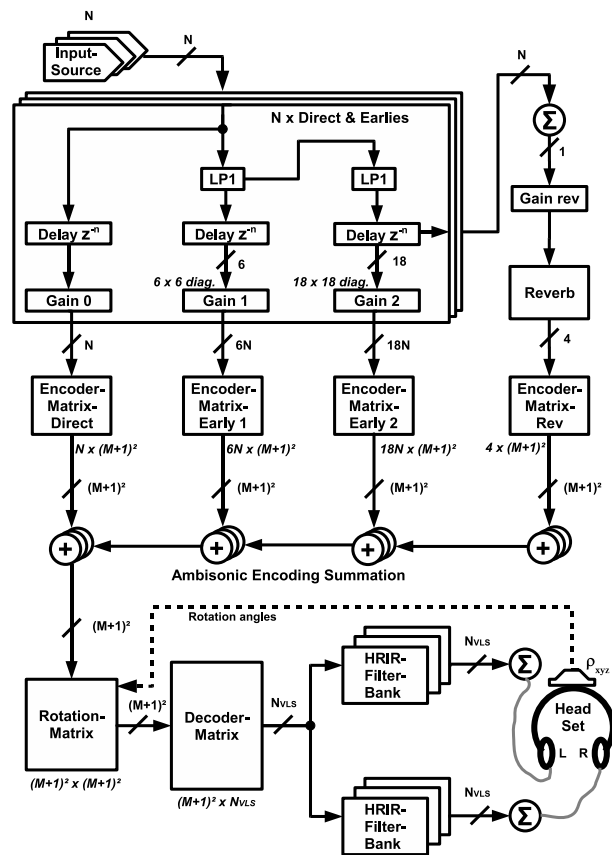 N
N
Input-
Source
N
N x Direct & Earlies
Σ
1
LP1
LP1
Gain rev
Delay z⁻ⁿ
Delay z⁻ⁿ
Delay z⁻ⁿ
6
18
6 x 6 diag.
18 x 18 diag.
Reverb
Gain 0
Gain 1
Gain 2
N
6N
18N
4
Encoder-
Matrix-
Direct
Encoder-
Matrix-
Early 1
Encoder-
Matrix-
Early 2
Encoder-
Matrix-
Rev
N x (M+1)²
6N x (M+1)²
18N x (M+1)²
4 x (M+1)²
(M+1)²
(M+1)²
(M+1)²
(M+1)²
+
+
+
+
Ambisonic Encoding Summation
(M+1)²
Rotation angles
Rotation-
Matrix
(M+1)²
Decoder-
Matrix
NVLS
HRIR-
Filter-
Bank
NVLS
Σ
ρxyz
Head
Set
L R
(M+1)² x (M+1)²
(M+1)² x NVLS
HRIR-
Filter-
Bank
NVLS
Σ